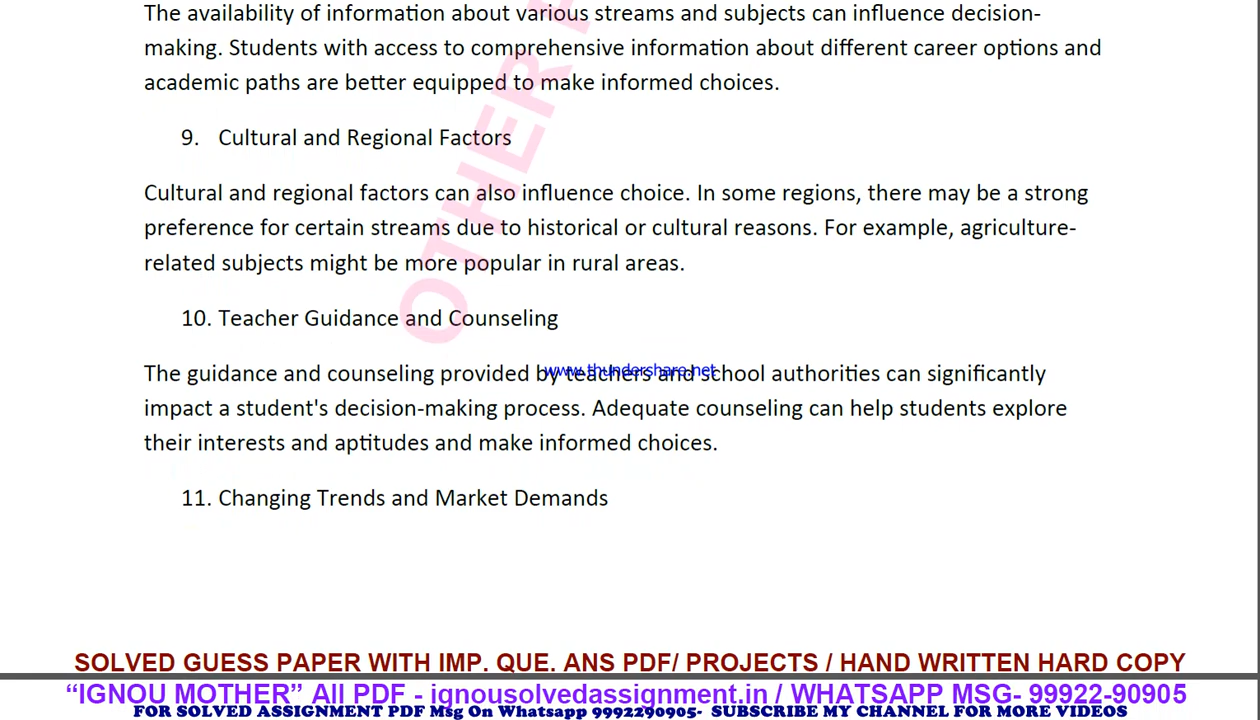 The availability of information about various streams and subjects can influence decision-
making. Students with access to comprehensive information about different career options and
academic paths are better equipped to make informed choices.
9. Cultural and Regional Factors
Cultural and regional factors can also influence choice. In some regions, there may be a strong
preference for certain streams due to historical or cultural reasons. For example, agriculture-
related subjects might be more popular in rural areas.
10. Teacher Guidance and Counseling
The guidance and counseling provided by teachers and school authorities can significantly
www.thundershare.net
impact a student's decision-making process. Adequate counseling can help students explore
their interests and aptitudes and make informed choices.
11. Changing Trends and Market Demands
OTHER
SOLVED GUESS PAPER WITH IMP. QUE. ANS PDF/ PROJECTS / HAND WRITTEN HARD COPY
“IGNOU MOTHER” All PDF - ignousolvedassignment.in / WHATSAPP MSG- 99922-90905
FOR SOLVED ASSIGNMENT PDF Msg On Whatsapp 9992290905- SUBSCRIBE MY CHANNEL FOR MORE VIDEOS